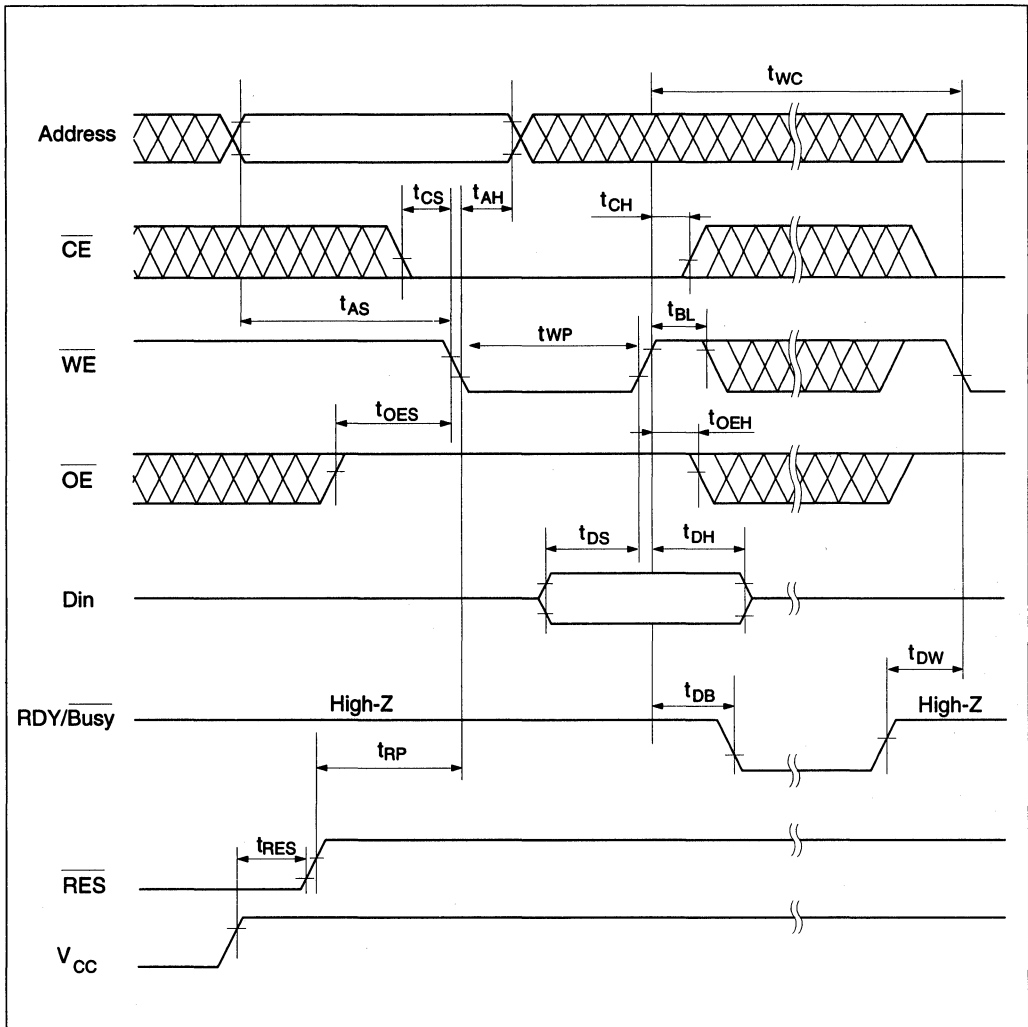 tWC
Address
tCS
tAH
tCH
CE
tAS
tWP
tBL
WE
tOES
tOEH
OE
tDS
tDH
Din
tDW
High-Z
tDB
High-Z
RDY/Busy
tRP
tRES
RES
VCC